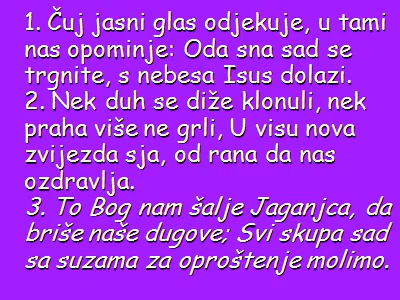 1. Čuj jasni glas odjekuje, u tami
nas opominje: Oda sna sad se
trgnite, s nebesa Isus dolazi.
2. Nek duh se diže klonuli, nek
praha više ne grli, U visu nova
zvijezda sja, od rana da nas
ozdravlja.
3. To Bog nam šalje Jaganjca, da
briše naše dugove; Svi skupa sad
sa suzama za oproštenje molimo.